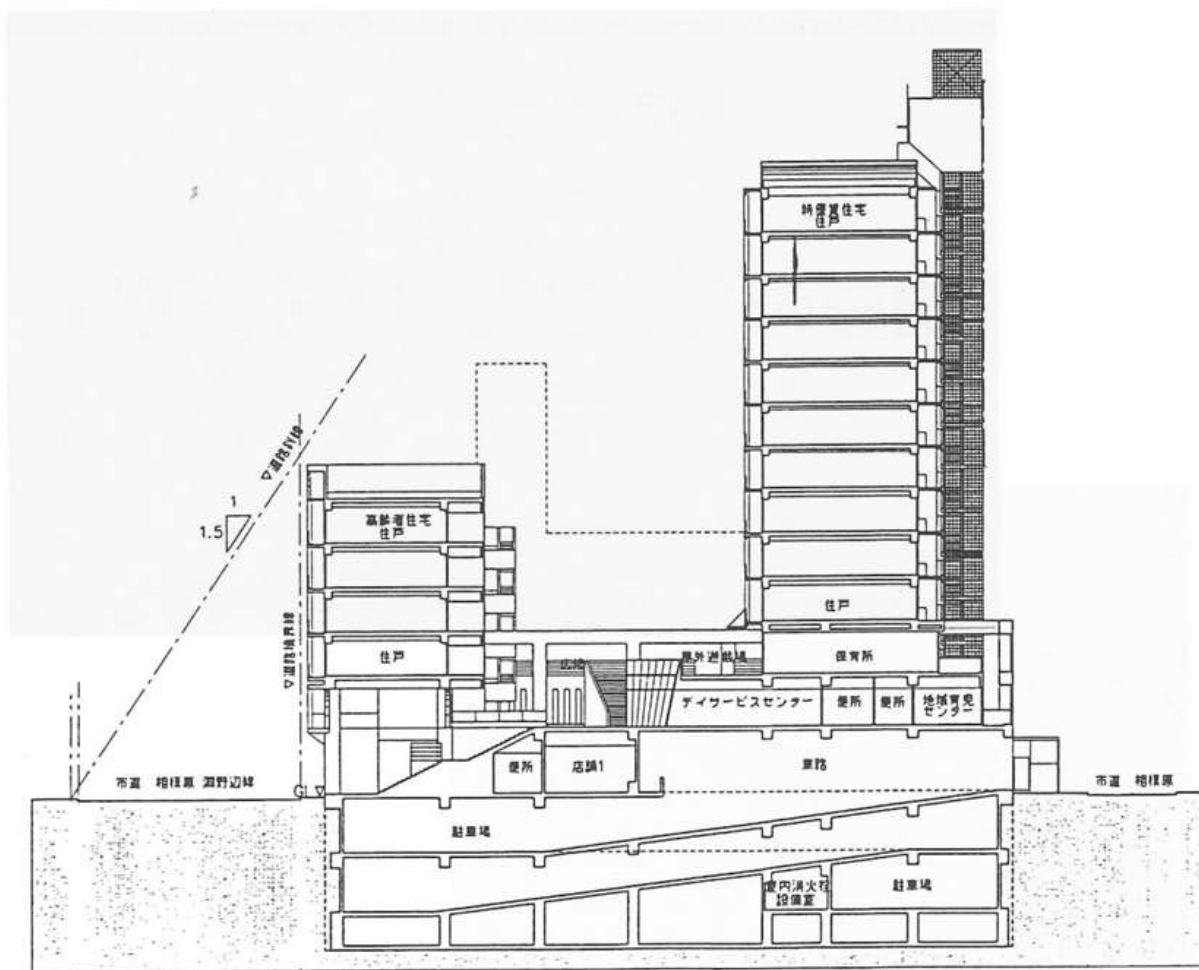 特優賃住宅
住戸
▽道路斜線
1
1.5
高齢者住宅
住戸
▽道路境界線
住戸
住戸
広場
屋外遊戯場
保育所
デイサービスセンター
便所
便所
地域育児
センター
便所
店舗1
車路
市道 相模原 淵野辺線
GL▽
市道 相模原
駐車場
屋内消火栓
設備室
駐車場